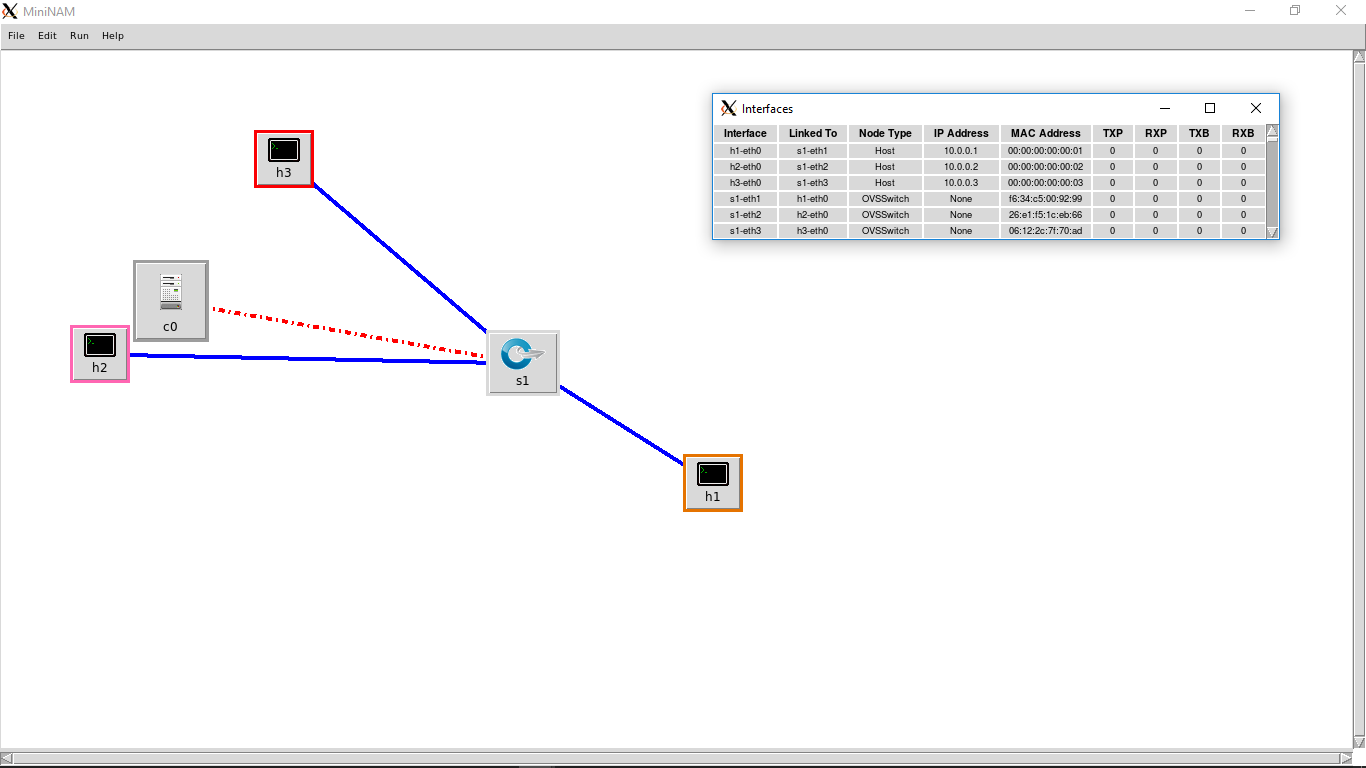 MiniNAM
File Edit Run Help
Interfaces
Interface Linked To Node Type IP Address MAC Address TXP RXP TXB RXB
h1-eth0 s1-eth1 Host 10.0.0.1 00:00:00:00:00:01 0 0 0 0
h2-eth0 s1-eth2 Host 10.0.0.2 00:00:00:00:00:02 0 0 0 0
h3-eth0 s1-eth3 Host 10.0.0.3 00:00:00:00:00:03 0 0 0 0
s1-eth1 h1-eth0 OVSSwitch None f6:34:c5:00:92:99 0 0 0 0
s1-eth2 h2-eth0 OVSSwitch None 26:e1:f5:1c:eb:66 0 0 0 0
s1-eth3 h3-eth0 OVSSwitch None 06:12:2c:7f:70:ad 0 0 0 0
h3
c0
h2
s1
h1